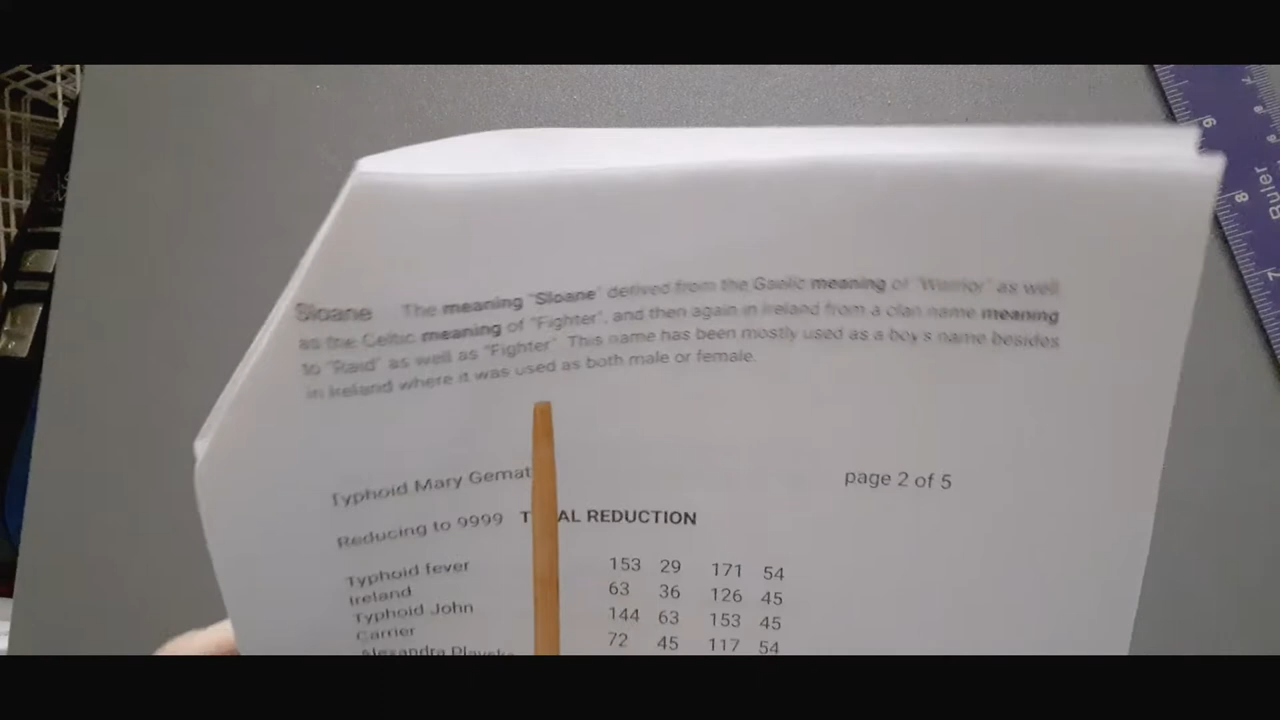 Sloane The meaning "Sloane" derived from the Gaelic meaning of "Warrior" as well
as the Celtic meaning of "Fighter", and then again in Ireland from a clan name meaning
to "Raid" as well as "Fighter" This name has been mostly used as a boy's name besides
in Ireland where it was used as both male or female.
Typhoid Mary Gemat
page 2 of 5
Reducing to 9999 T AL REDUCTION
Typhoid fever 153 29 171 54
Ireland 63 36 126 45
Typhoid John 144 63 153 45
Carrier 72 45 117 54
Alexandra
Ruler
9
8
7